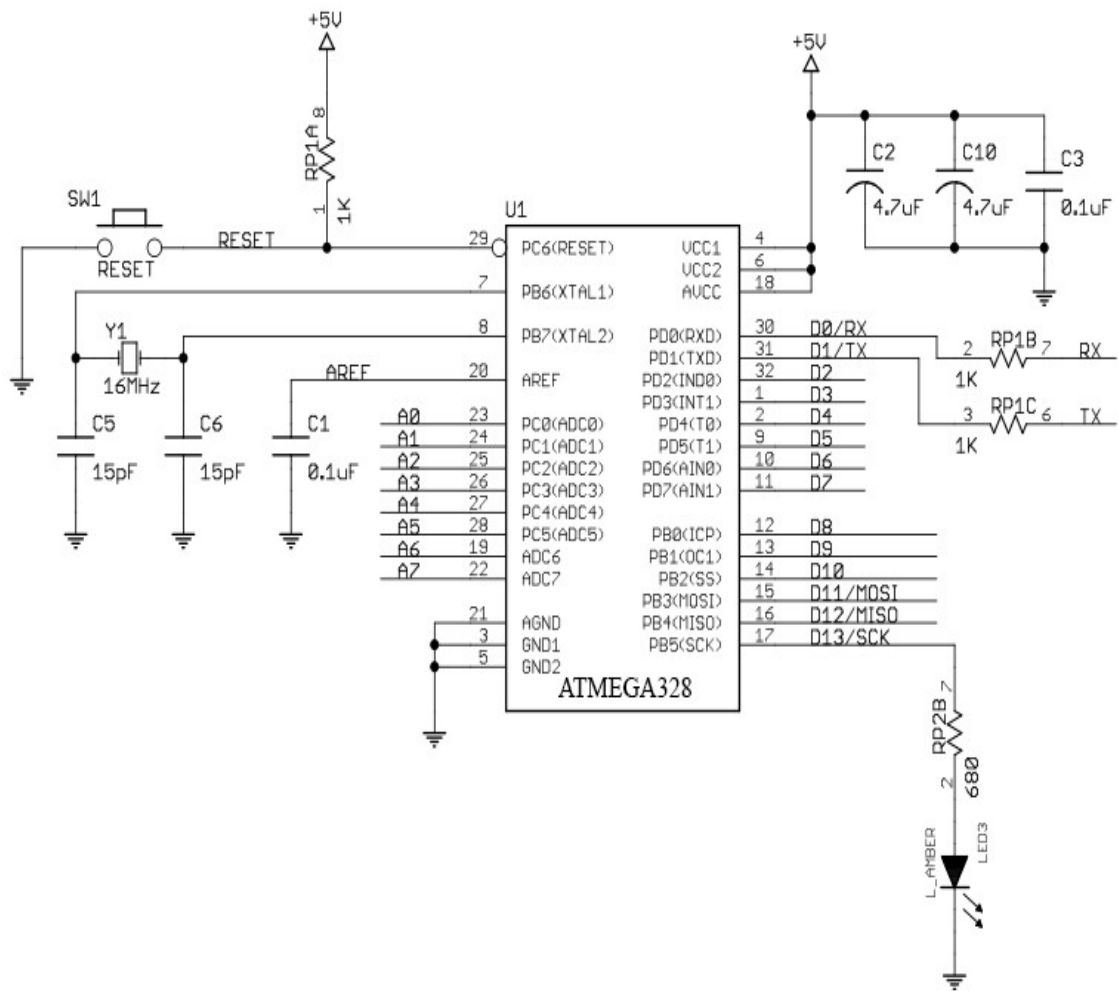 +5V
+5V
8
RP1A
1
1K
C2
4.7uF
C10
4.7uF
C3
0.1uF
SW1
RESET
RESET
U1
29 PC6(RESET)
7 PB6(XTAL1)
8 PB7(XTAL2)
Y1
16MHz
AREF 20 AREF
C5
15pF
C6
15pF
C1
0.1uF
A0 23 PC0(ADC0)
A1 24 PC1(ADC1)
A2 25 PC2(ADC2)
A3 26 PC3(ADC3)
A4 27 PC4(ADC4)
A5 28 PC5(ADC5)
A6 19 ADC6
A7 22 ADC7
21 AGND
3 GND1
5 GND2
VCC1 4
VCC2 6
AVCC 18
PD0(RXD) 30 D0/RX
PD1(TXD) 31 D1/TX
PD2(IND0) 32 D2
PD3(INT1) 1 D3
PD4(T0) 2 D4
PD5(T1) 9 D5
PD6(AIN0) 10 D6
PD7(AIN1) 11 D7
PB0(ICP) 12 D8
PB1(OC1) 13 D9
PB2(SS) 14 D10
PB3(MOSI) 15 D11/MOSI
PB4(MISO) 16 D12/MISO
PB5(SCK) 17 D13/SCK
ATMEGA328
RP1B
2 7 RX
1K
RP1C
3 6 TX
1K
7
RP2B
2
680
L_AMBER
LED3